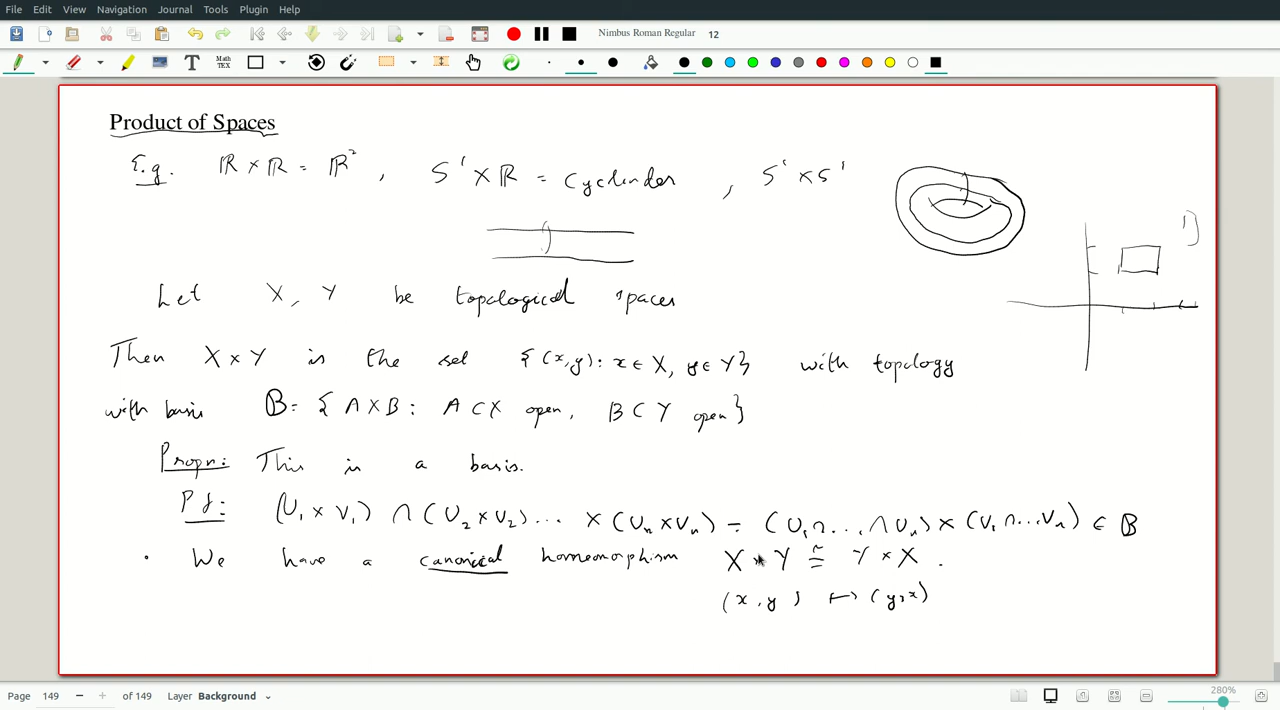 File Edit View Navigation Journal Tools Plugin Help
Nimbus Roman Regular 12
T Math TEX
Product of Spaces
E.g. ℝ × ℝ = ℝ², S¹ × ℝ = Cyclinder, S¹ × S¹
Let X, Y be topological spaces
Then X × Y is the set {(x,y): x ∈ X, y ∈ Y} with topology
with basis B = { A × B : A ⊂ X open, B ⊂ Y open}
Propn: This is a basis.
Pf: (U₁ × V₁) ∩ (U₂ × V₂) ... × (Uₙ × Vₙ) = (U₁ ∩ ... ∩ Uₙ) × (V₁ ∩ ... Vₙ) ∈ B
· We have a canonical homeomorphism X × Y ≅ Y × X .
(x, y) ↦ (y, x)
Page 149 − + of 149 Layer Background 280%